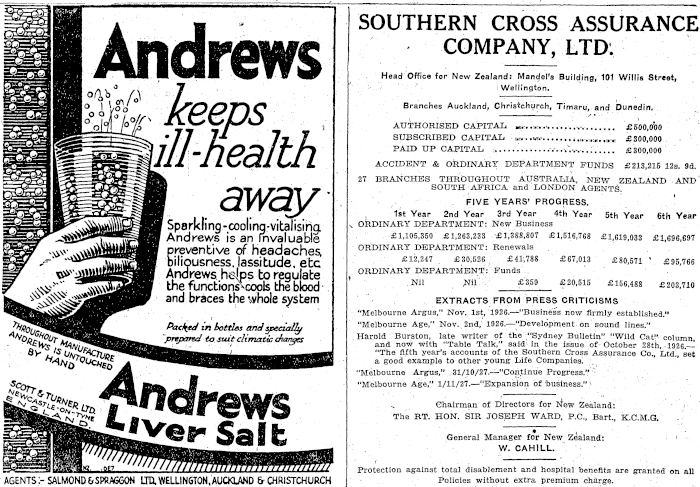 Andrews
keeps
ill-health
away
Sparkling-cooling-vitalising
Andrews is an invaluable
preventive of headaches,
biliousness, lassitude, etc
Andrews helps to regulate
the functions cools the blood
and braces the whole system
Packed in bottles and specially
prepared to suit climatic changes
THROUGHOUT MANUFACTURE
ANDREWS IS UNTOUCHED
BY HAND
SCOTT & TURNER LTD.
NEWCASTLE-ON-TYNE
ENGLAND
Andrews
Liver Salt
AGENTS:- SALMOND & SPRAGGON LTD, WELLINGTON, AUCKLAND & CHRISTCHURCH
SOUTHERN CROSS ASSURANCE
COMPANY, LTD.
Head Office for New Zealand: Mandel's Building, 101 Willis Street,
Wellington.
Branches Auckland, Christchurch, Timaru, and Dunedin.
AUTHORISED CAPITAL .................... £500,000
SUBSCRIBED CAPITAL .................... £300,000
PAID UP CAPITAL ........................ £300,000
ACCIDENT & ORDINARY DEPARTMENT FUNDS £213,215 12s. 9d.
27 BRANCHES THROUGHOUT AUSTRALIA, NEW ZEALAND AND
SOUTH AFRICA and LONDON AGENTS.
FIVE YEARS' PROGRESS.
1st Year 2nd Year 3rd Year 4th Year 5th Year 6th Year
ORDINARY DEPARTMENT: New Business
£1,105,350 £1,263,233 £1,388,807 £1,516,768 £1,619,933 £1,696,697
ORDINARY DEPARTMENT: Renewals
£12,247 £30,526 £41,788 £67,013 £80,571 £95,766
ORDINARY DEPARTMENT: Funds
Nil Nil £359 £20,515 £156,488 £203,710
EXTRACTS FROM PRESS CRITICISMS
"Melbourne Argus," Nov. 1st, 1926.—"Business now firmly established."
"Melbourne Age," Nov. 2nd, 1926.—"Development on sound lines."
Harold Burston, late writer of the "Sydney Bulletin" "Wild Cat" column,
and now with "Table Talk," said in the issue of October 28th, 1926.—
"The fifth year's accounts of the Southern Cross Assurance Co., Ltd., set
a good example to other young Life Companies.
"Melbourne Argus," 31/10/27.—"Continue Progress."
"Melbourne Age," 1/11/27.—"Expansion of business."
Chairman of Directors for New Zealand:
The RT. HON. SIR JOSEPH WARD, P.C., Bart., K.C.M.G.
General Manager for New Zealand:
W. CAHILL.
Protection against total disablement and hospital benefits are granted on all
Policies without extra premium charge.